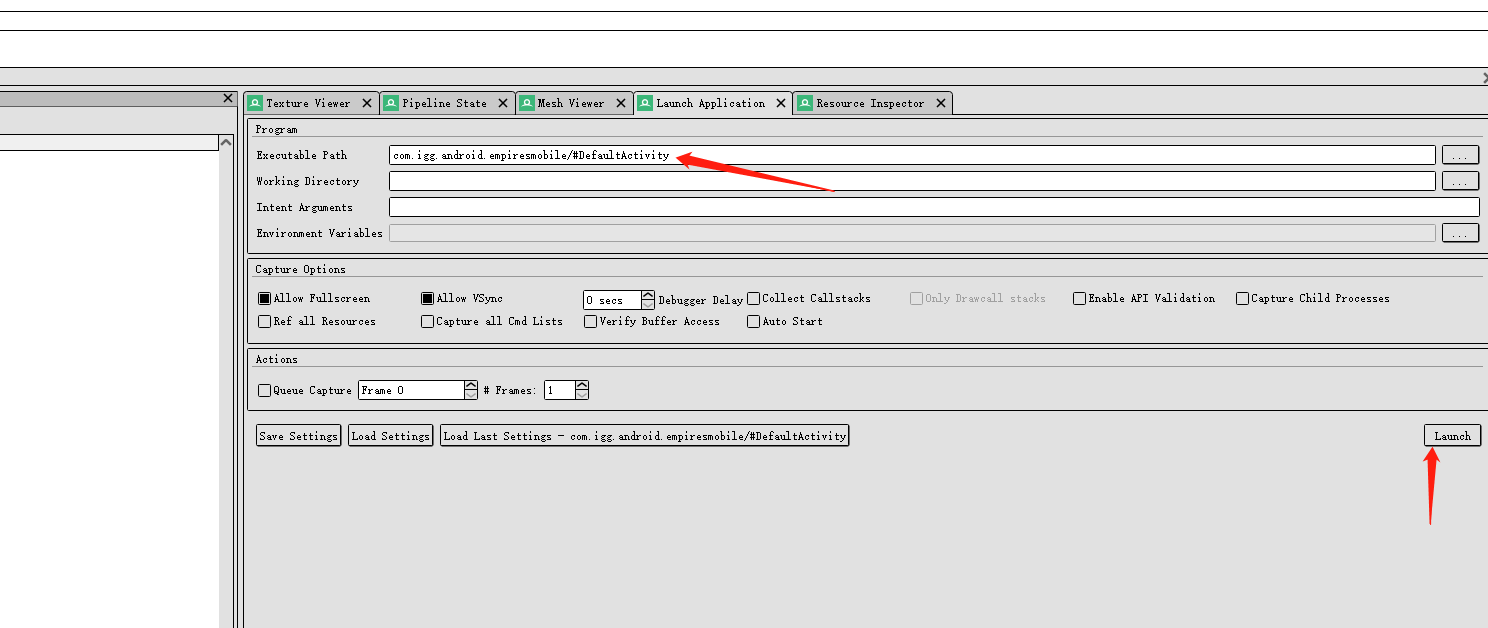 Texture Viewer Pipeline State Mesh Viewer Launch Application Resource Inspector
Program
Executable Path com.igg.android.empiresmobile/#DefaultActivity ...
Working Directory ...
Intent Arguments
Environment Variables ...
Capture Options
Allow Fullscreen Allow VSync 0 secs Debugger Delay Collect Callstacks Only Drawcall stacks Enable API Validation Capture Child Processes
Ref all Resources Capture all Cmd Lists Verify Buffer Access Auto Start
Actions
Queue Capture Frame 0 # Frames: 1
Save Settings Load Settings Load Last Settings - com.igg.android.empiresmobile/#DefaultActivity Launch